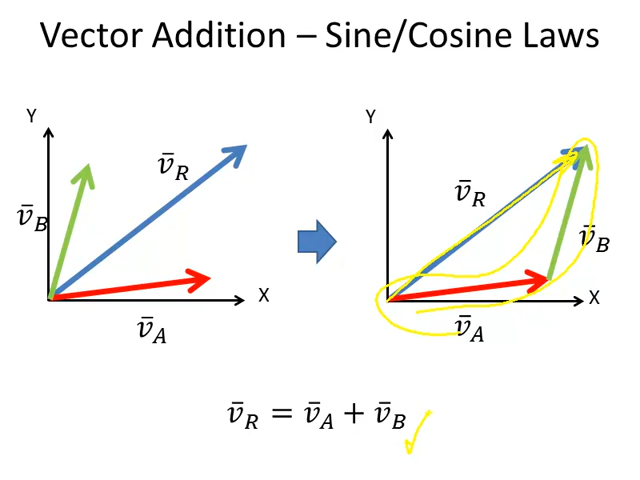 Vector Addition – Sine/Cosine Laws
Y
v̄_R
v̄_B
X
v̄_A
Y
v̄_R
v̄_B
X
v̄_A
v̄_R = v̄_A + v̄_B